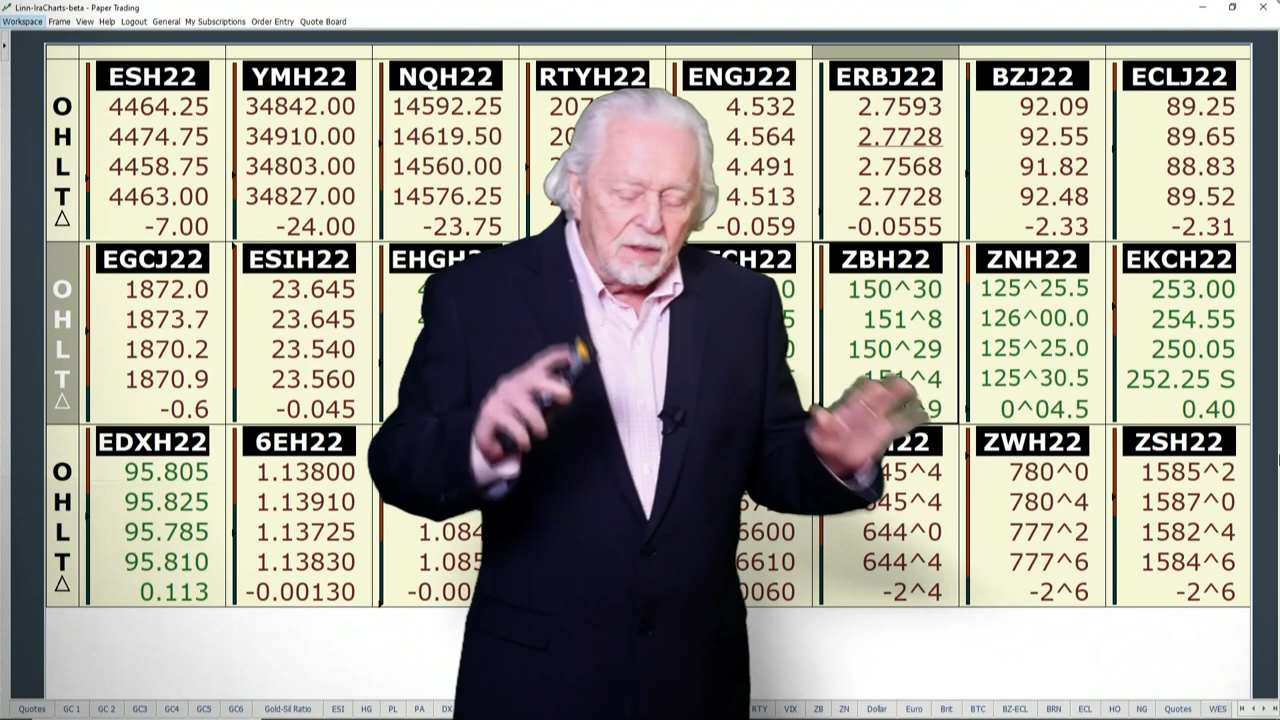 Linn-IraCharts-beta - Paper Trading
Workspace Frame View Help Logout Import General My Subscriptions Order Entry Quote Board
ESH22 YMH22 NQH22 RTYH22 ENGJ22 ERBJ22 BZJ22 ECLJ22
O 4464.25 34842.00 14592.25 4.532 2.7593 92.09 89.25
H 4474.75 34910.00 14619.50 4.564 2.7728 92.55 89.65
L 4458.75 34803.00 14560.00 4.491 2.7568 91.82 88.83
T 4463.00 34827.00 14576.25 4.513 2.7728 92.48 89.52
△ -7.00 -24.00 -23.75 -0.059 -0.0555 -2.33 -2.31
EGCJ22 ESIH22 ZBH22 ZNH22 EKCH22
O 1872.0 23.645 150^30 125^25.5 253.00
H 1873.7 23.645 151^8 126^00.0 254.55
L 1870.2 23.540 150^29 125^25.0 250.05
T 1870.9 23.560 151^4 125^30.5 252.25 S
△ -0.6 -0.045 0^04.5 0.40
EDXH22 6EH22 ZWH22 ZSH22
O 95.805 1.13800 780^0 1585^2
H 95.825 1.13910 780^4 1587^0
L 95.785 1.13725 644^0 777^2 1582^4
T 95.810 1.13830 644^4 777^6 1584^6
△ 0.113 -0.00130 -2^4 -2^6 -2^6
Quotes GC 1 GC 2 GC3 GC4 GC5 GC6 Gold-Sil Ratio ESI HG PL PA DX RTY VIX ZB ZN Dollar Euro Brit BTC BZ-ECL BRN ECL HO NG Quotes WES